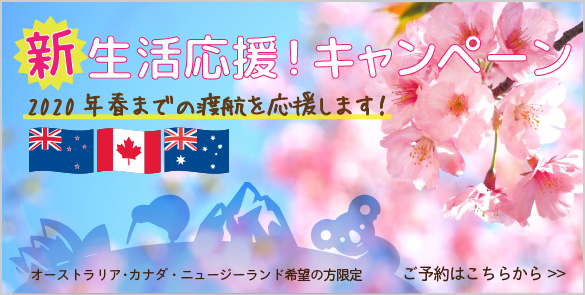 新生活応援！キャンペーン
2020年春までの渡航を応援します！
オーストラリア・カナダ・ニュージーランド希望の方限定
ご予約はこちらから >>